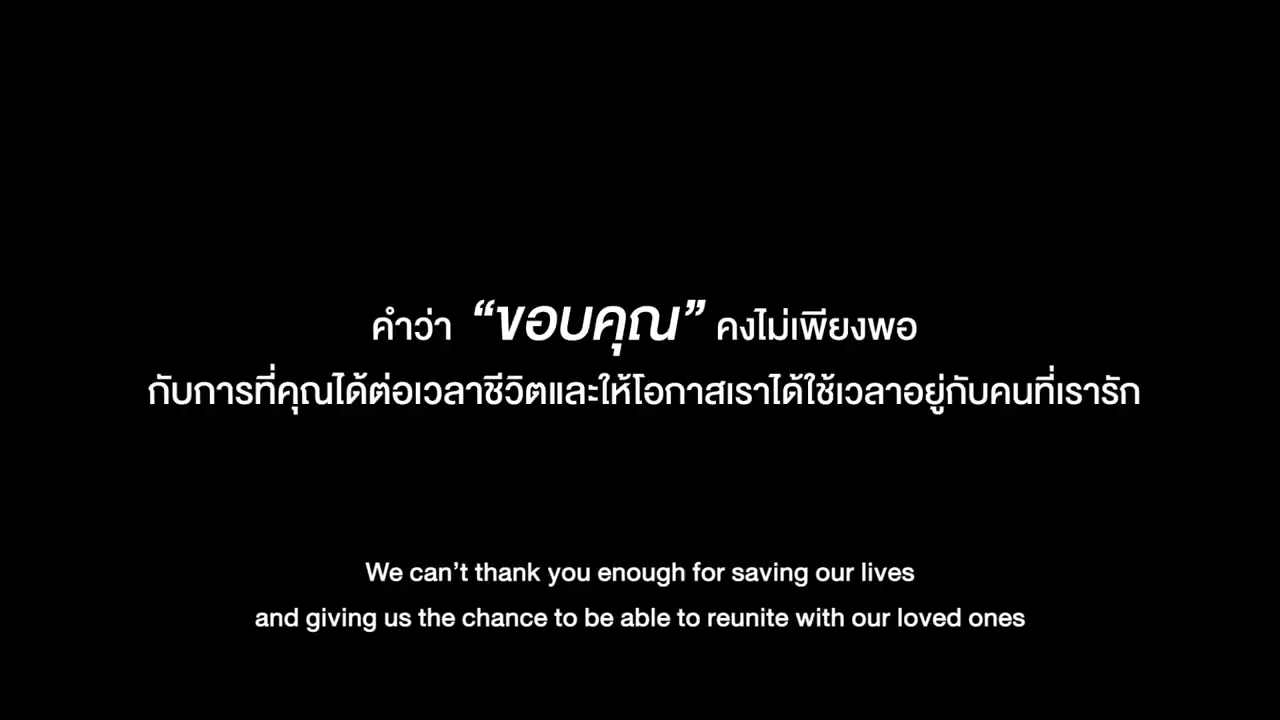 คำว่า “ขอบคุณ” คงไม่เพียงพอ
กับการที่คุณได้ต่อเวลาชีวิตและให้โอกาสเราได้ใช้เวลาอยู่กับคนที่เรารัก
We can’t thank you enough for saving our lives
and giving us the chance to be able to reunite with our loved ones